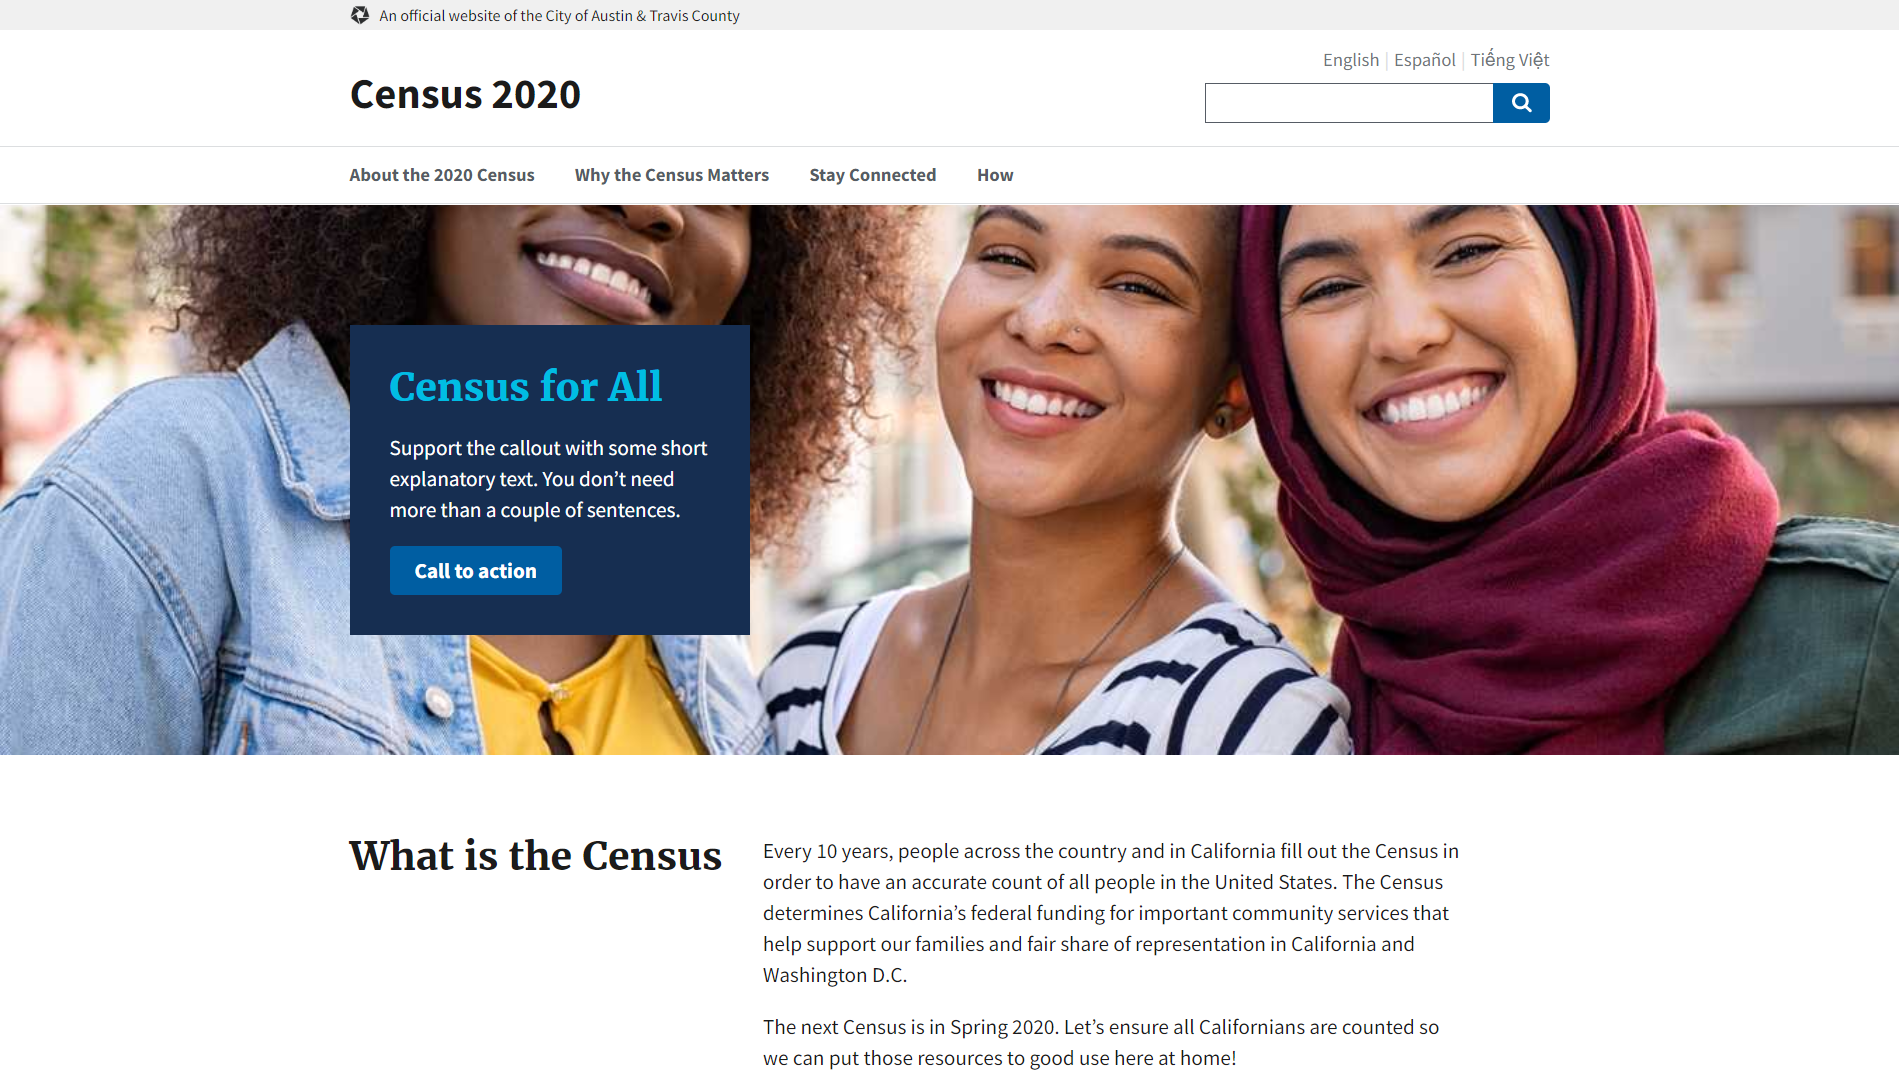 An official website of the City of Austin & Travis County
English | Español | Tiếng Việt
Census 2020
About the 2020 Census Why the Census Matters Stay Connected How
Census for All
Support the callout with some short
explanatory text. You don’t need
more than a couple of sentences.
Call to action
What is the Census
Every 10 years, people across the country and in California fill out the Census in
order to have an accurate count of all people in the United States. The Census
determines California’s federal funding for important community services that
help support our families and fair share of representation in California and
Washington D.C.
The next Census is in Spring 2020. Let’s ensure all Californians are counted so
we can put those resources to good use here at home!